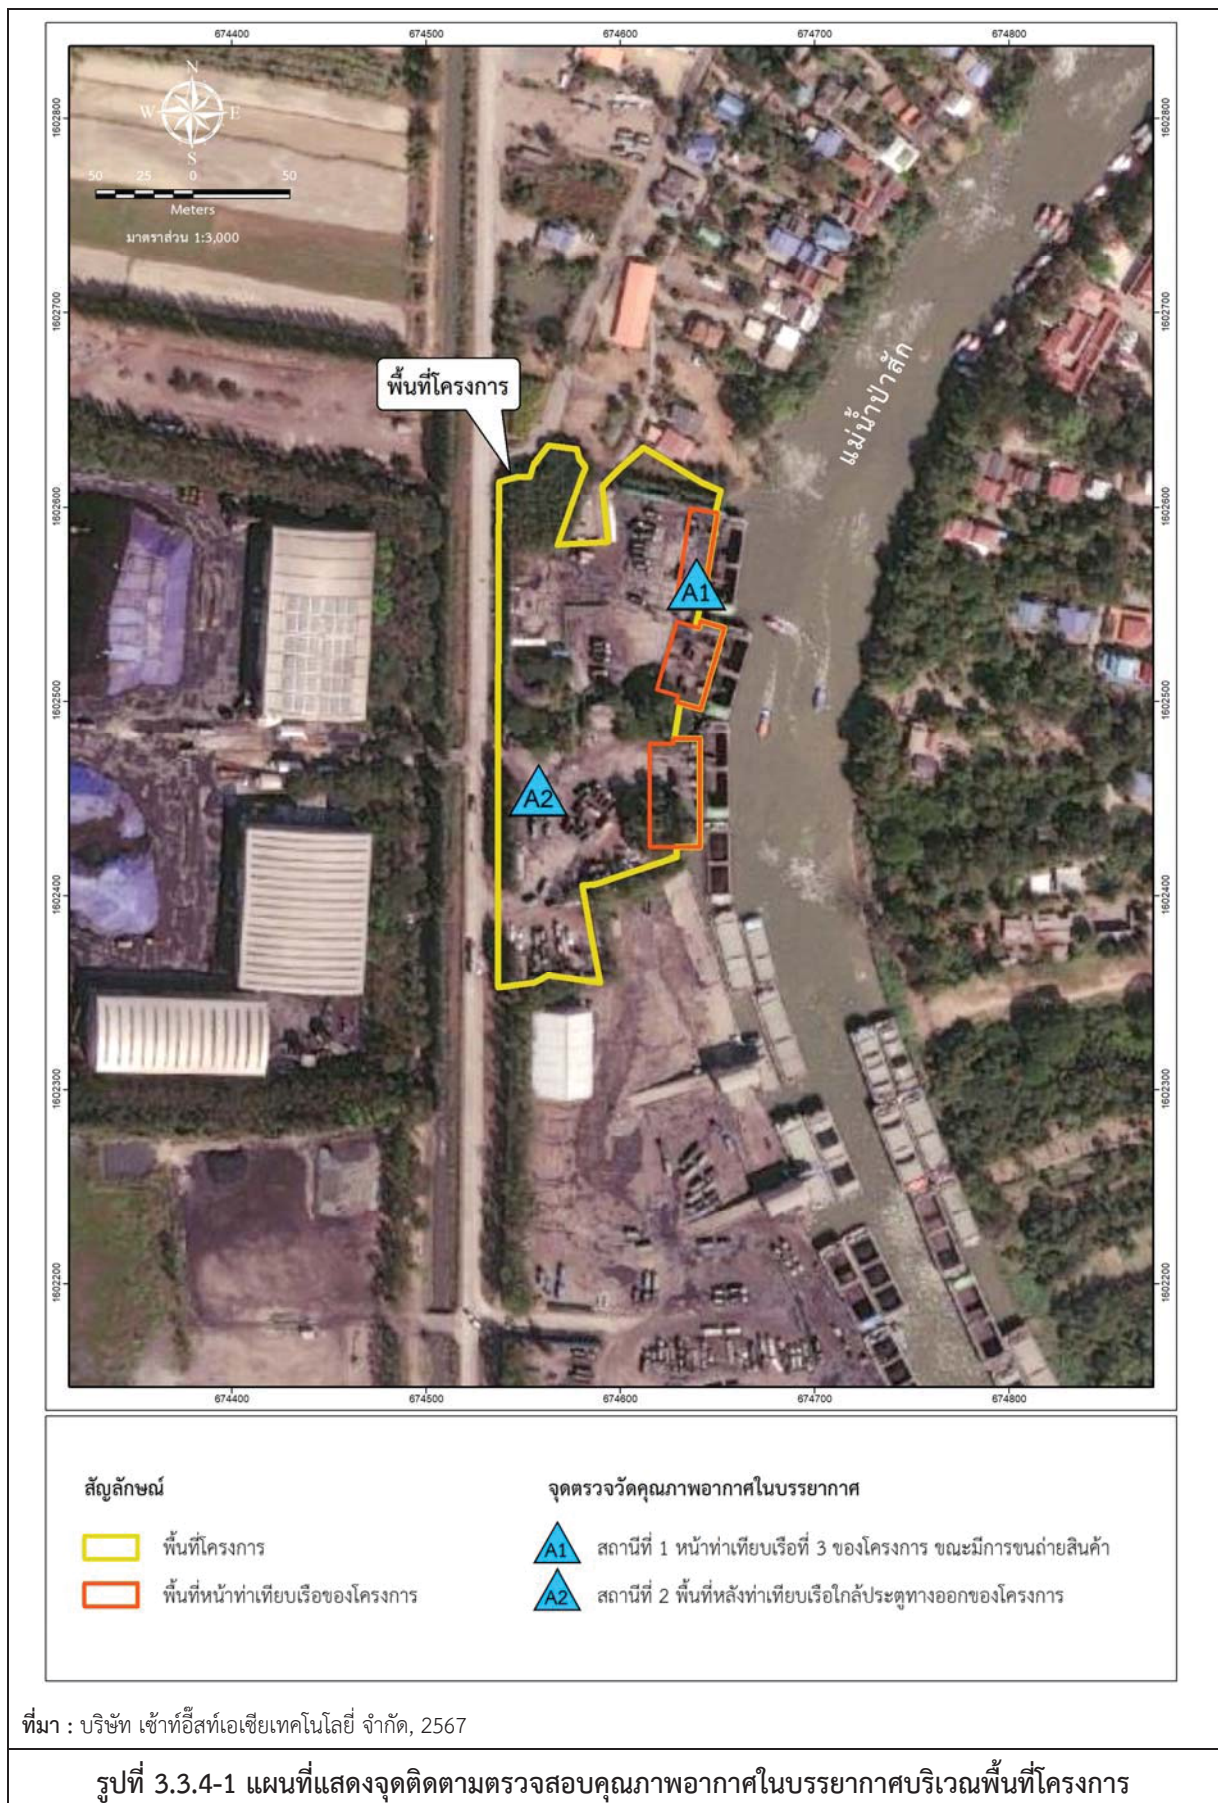 674400 674500 674600 674700 674800
N
W E
S
50 25 0 50
Meters
มาตราส่วน 1:3,000
1602800 1602800
1602700 1602700
แม่น้ำป่าสัก
พื้นที่โครงการ
1602600 1602600
A1
1602500 1602500
A2
1602400 1602400
1602300 1602300
1602200 1602200
674400 674500 674600 674700 674800
สัญลักษณ์
พื้นที่โครงการ
พื้นที่หน้าท่าเทียบเรือของโครงการ
จุดตรวจวัดคุณภาพอากาศในบรรยากาศ
A1 สถานีที่ 1 หน้าท่าเทียบเรือที่ 3 ของโครงการ ขณะมีการขนถ่ายสินค้า
A2 สถานีที่ 2 พื้นที่หลังท่าเทียบเรือใกล้ประตูทางออกของโครงการ
ที่มา : บริษัท เซ้าท์อี๊สท์เอเซียเทคโนโลยี่ จำกัด, 2567
รูปที่ 3.3.4-1 แผนที่แสดงจุดติดตามตรวจสอบคุณภาพอากาศในบรรยากาศบริเวณพื้นที่โครงการ